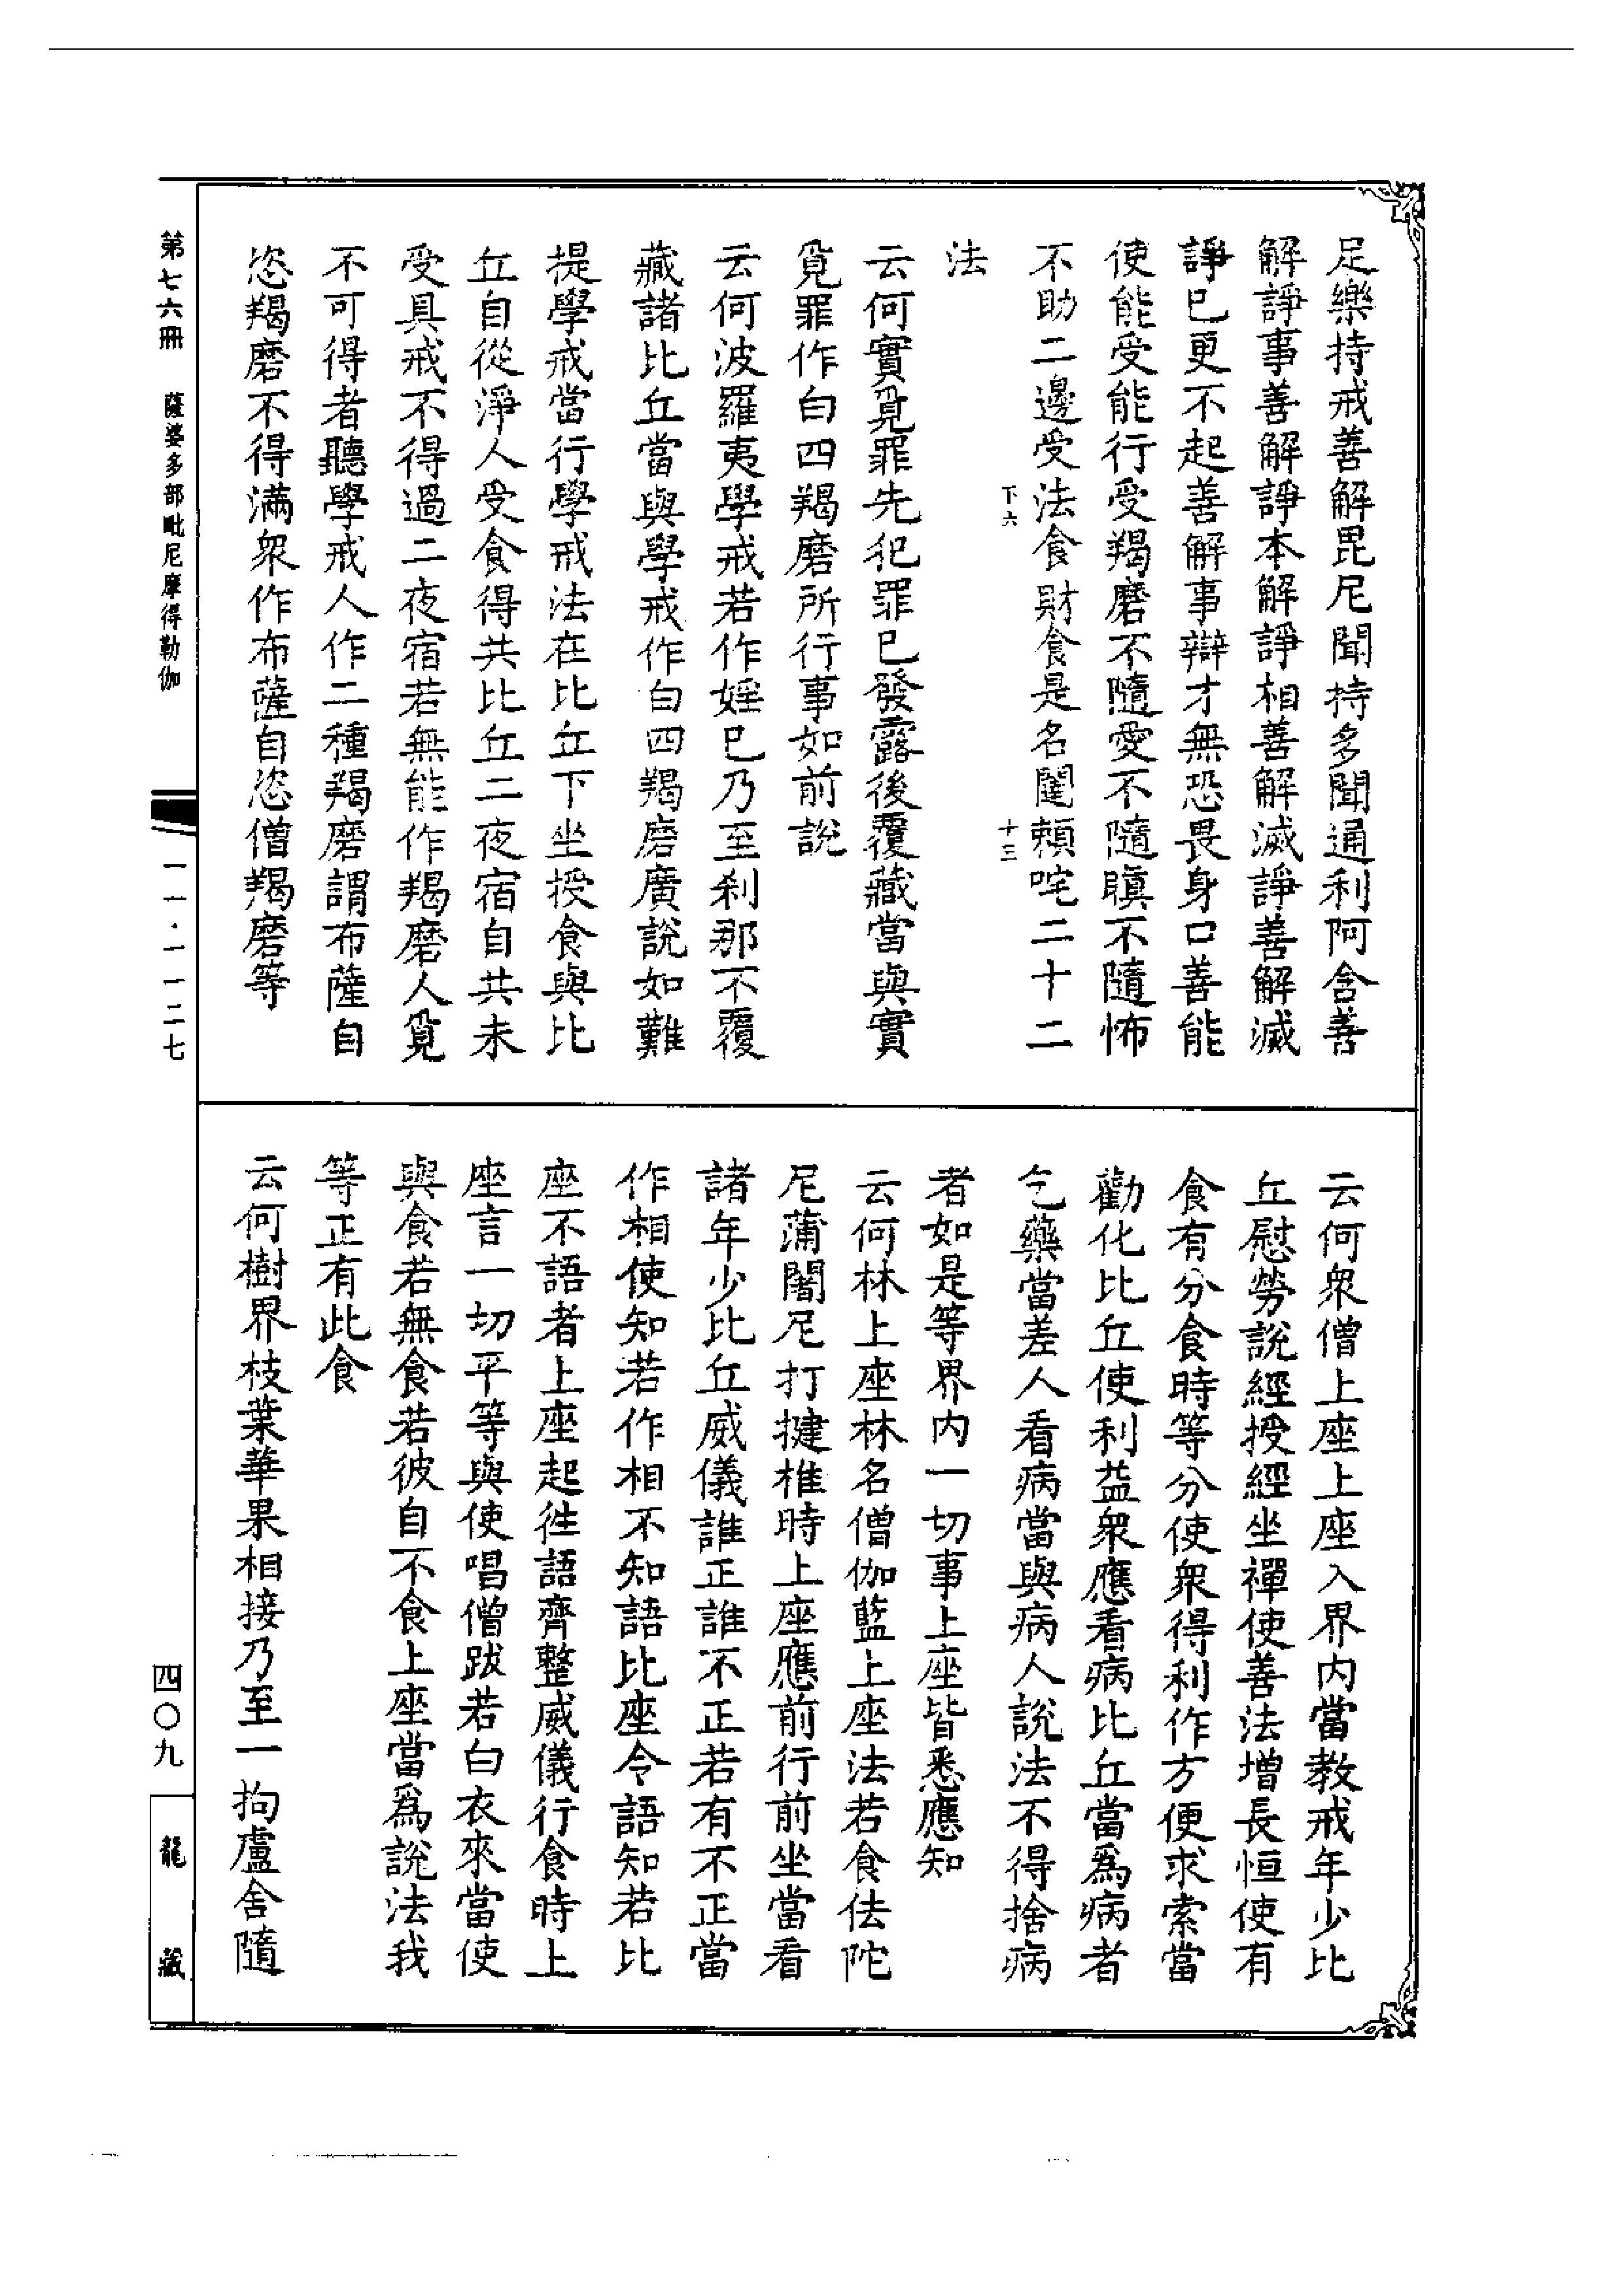 足樂持戒善解毘尼聞持多聞通利阿含善
解諍事善解諍本解諍相善解滅諍善解滅
諍已更不起善解事辯才無恐畏身口善能
使能受能行受羯磨不隨愛不隨瞋不隨怖
不助二邊受法食財食是名闥賴咤二十二
下六
十三
法
云何實覓罪先犯罪已發露後覆藏當與實
覓罪作白四羯磨所行事如前說
云何波羅夷學戒若作婬已乃至剎那不覆
藏諸比丘當與學戒作白四羯磨廣說如難
提學戒當行學戒法在比丘下坐授食與比
丘自從淨人受食得共比丘二夜宿自共未
受具戒不得過二夜宿若無能作羯磨人覓
不可得者聽學戒人作二種羯磨謂布薩自
恣羯磨不得滿眾作布薩自恣僧羯磨等
云何眾僧上座上座入界內當教戒年少比
丘慰勞說經授經坐禪使善法增長恒使有
食有分食時等分使眾得利作方便求索當
勸化比丘使利益眾應看病比丘當為病者
乞藥當差人看病當與病人說法不得捨病
者如是等界內一切事上座皆悉應知
云何林上座林名僧伽藍上座法若食佉陀
尼蒲闍尼打揵椎時上座應前行前坐當看
諸年少比丘威儀誰正誰不正若有不正當
作相使知若作相不知語比座令語知若比
座不語者上座起往語齊整威儀行食時上
座言一切平等與使唱僧跋若白衣來當使
與食若無食若彼自不食上座當為說法我
等正有此食
云何樹界枝葉華果相接乃至一拘盧舍隨
第七六冊
薩婆多部毗尼摩得勒伽
一一·一一二七
四〇九
龍藏